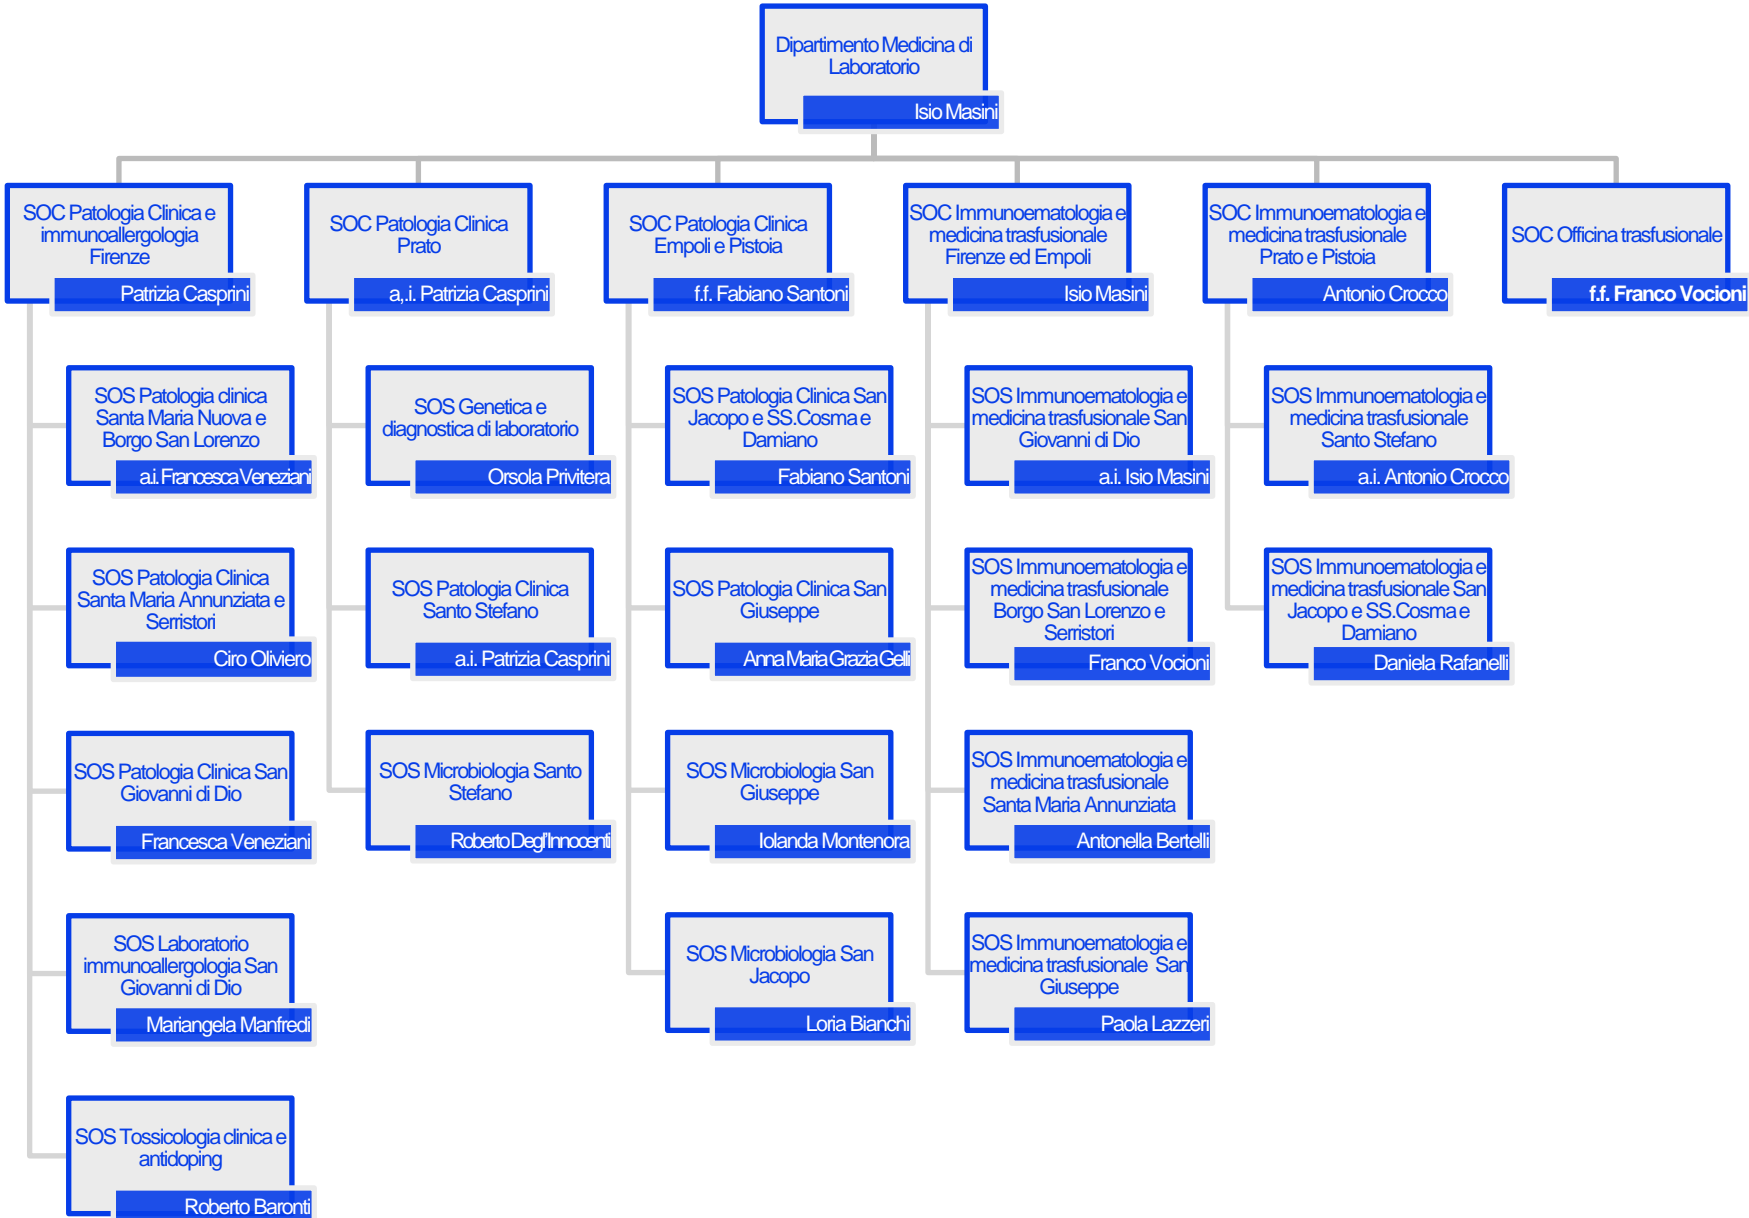 Dipartimento Medicina di
Laboratorio
Isio Masini
SOC Patologia Clinica e
immunoallergologia
Firenze
Patrizia Casprini
SOS Patologia clinica
Santa Maria Nuova e
Borgo San Lorenzo
a.i. Francesca Veneziani
SOS Patologia Clinica
Santa Maria Annunziata e
Serristori
Ciro Oliviero
SOS Patologia Clinica San
Giovanni di Dio
Francesca Veneziani
SOS Laboratorio
immunoallergologia San
Giovanni di Dio
Mariangela Manfredi
SOS Tossicologia clinica e
antidoping
Roberto Baronti
SOC Patologia Clinica
Prato
a,.i. Patrizia Casprini
SOS Genetica e
diagnostica di laboratorio
Orsola Privitera
SOS Patologia Clinica
Santo Stefano
a.i. Patrizia Casprini
SOS Microbiologia Santo
Stefano
Roberto Degl'Innocenti
SOC Patologia Clinica
Empoli e Pistoia
f.f. Fabiano Santoni
SOS Patologia Clinica San
Jacopo e SS.Cosma e
Damiano
Fabiano Santoni
SOS Patologia Clinica San
Giuseppe
Anna Maria Grazia Gelli
SOS Microbiologia San
Giuseppe
Iolanda Montenora
SOS Microbiologia San
Jacopo
Loria Bianchi
SOC Immunoematologia e
medicina trasfusionale
Firenze ed Empoli
Isio Masini
SOS Immunoematologia e
medicina trasfusionale San
Giovanni di Dio
a.i. Isio Masini
SOS Immunoematologia e
medicina trasfusionale
Borgo San Lorenzo e
Serristori
Franco Vocioni
SOS Immunoematologia e
medicina trasfusionale
Santa Maria Annunziata
Antonella Bertelli
SOS Immunoematologia e
medicina trasfusionale San
Giuseppe
Paola Lazzeri
SOC Immunoematologia e
medicina trasfusionale
Prato e Pistoia
Antonio Crocco
SOS Immunoematologia e
medicina trasfusionale
Santo Stefano
a.i. Antonio Crocco
SOS Immunoematologia e
medicina trasfusionale San
Jacopo e SS.Cosma e
Damiano
Daniela Rafanelli
SOC Officina trasfusionale
f.f. Franco Vocioni